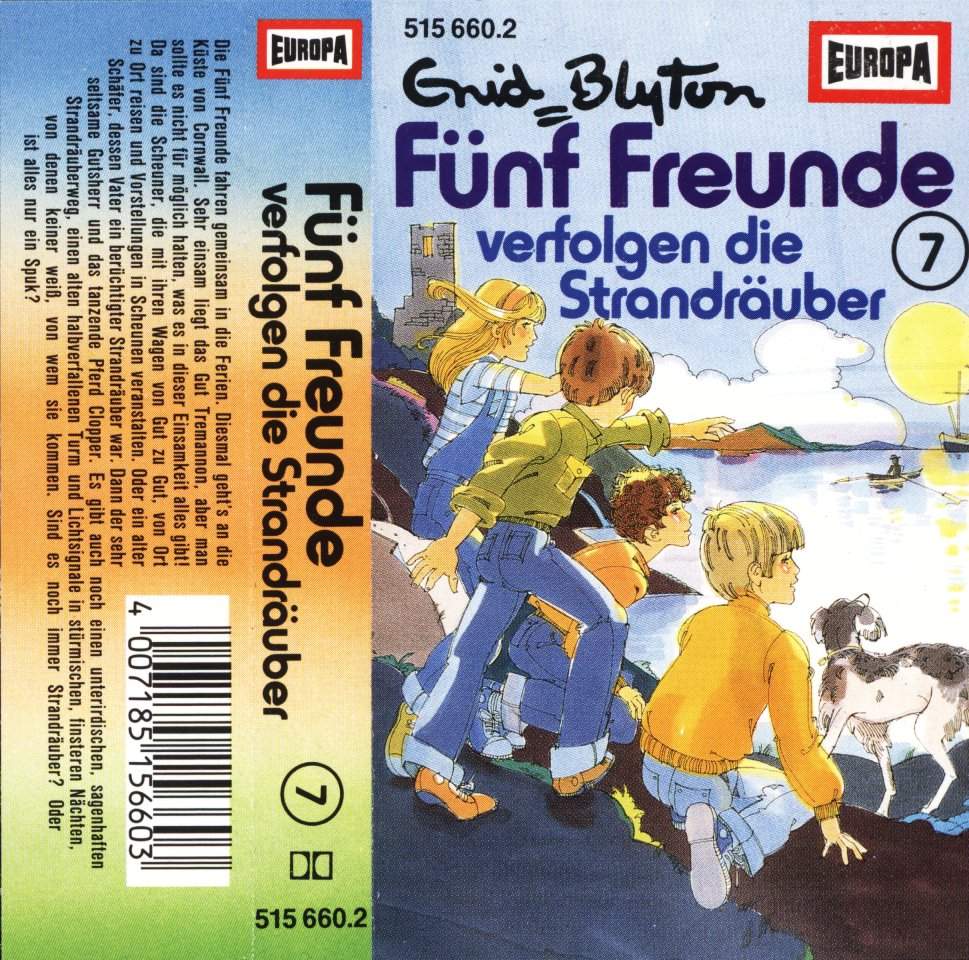 Die Fünf Freunde fahren gemeinsam in die Ferien. Diesmal geht's an die
Küste von Cornwall. Sehr einsam liegt das Gut Tremannon, aber man
sollte es nicht für möglich halten, was es in dieser Einsamkeit alles gibt!
Da sind die Scheuner, die mit ihren Wagen von Gut zu Gut, von Ort
zu Ort reisen und Vorstellungen in Scheunen veranstalten. Oder ein alter
Schäfer, dessen Vater ein berüchtigter Strandräuber war. Dann der sehr
seltsame Gutsherr und das tanzende Pferd Clopper. Es gibt auch noch einen unterirdischen, sagenhaften
Strandräuberweg, einen alten halbverfallenen Turm und Lichtsignale in stürmischen, finsteren Nächten,
von denen keiner weiß, von wem sie kommen. Sind es noch immer Strandräuber? Oder
ist alles nur ein Spuk?
4 007185 156603
EUROPA
Fünf Freunde
verfolgen die Strandräuber
7
515 660.2
515 660.2
EUROPA
Enid Blyton
Fünf Freunde
verfolgen die
Strandräuber
7